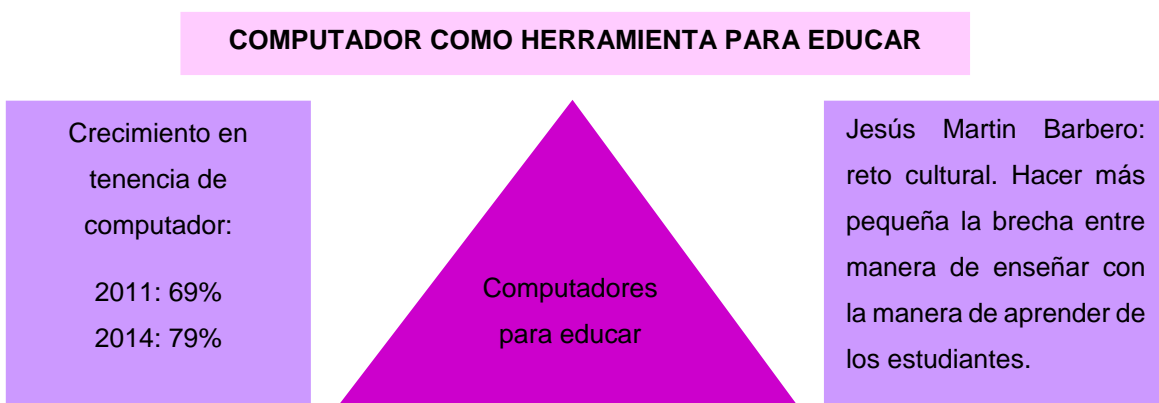 COMPUTADOR COMO HERRAMIENTA PARA EDUCAR
Crecimiento en
tenencia de
computador:
2011: 69%
2014: 79%
Computadores
para educar
Jesús Martin Barbero:
reto cultural. Hacer más
pequeña la brecha entre
manera de enseñar con
la manera de aprender de
los estudiantes.